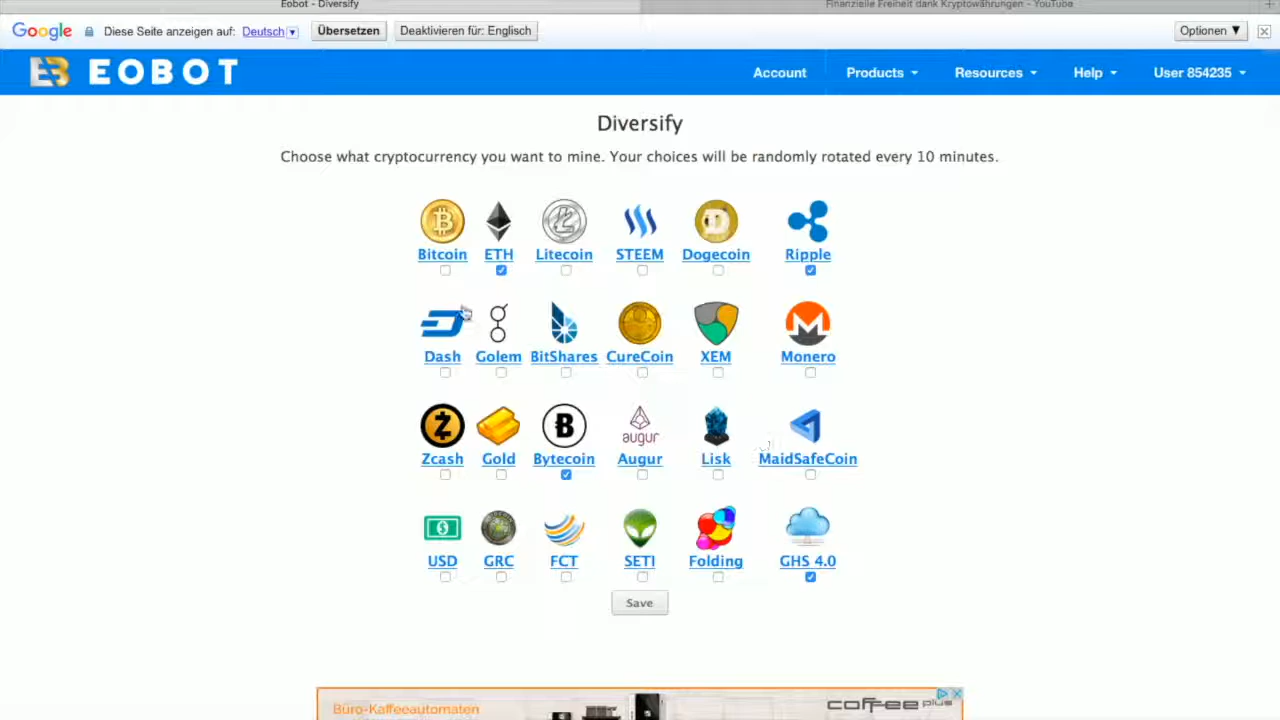 Eobot - Diversify
Finanzielle Freiheit dank Kryptowährungen - YouTube
Google Diese Seite anzeigen auf: Deutsch Übersetzen Deaktivieren für: Englisch Optionen ▼
EOBOT Account Products Resources Help User 854235
Diversify
Choose what cryptocurrency you want to mine. Your choices will be randomly rotated every 10 minutes.
Bitcoin ETH Litecoin STEEM Dogecoin Ripple
Dash Golem BitShares CureCoin XEM Monero
augur
Zcash Gold Bytecoin Augur Lisk MaidSafeCoin
USD GRC FCT SETI Folding GHS 4.0
Save
Büro-Kaffeeautomaten
coffee plus